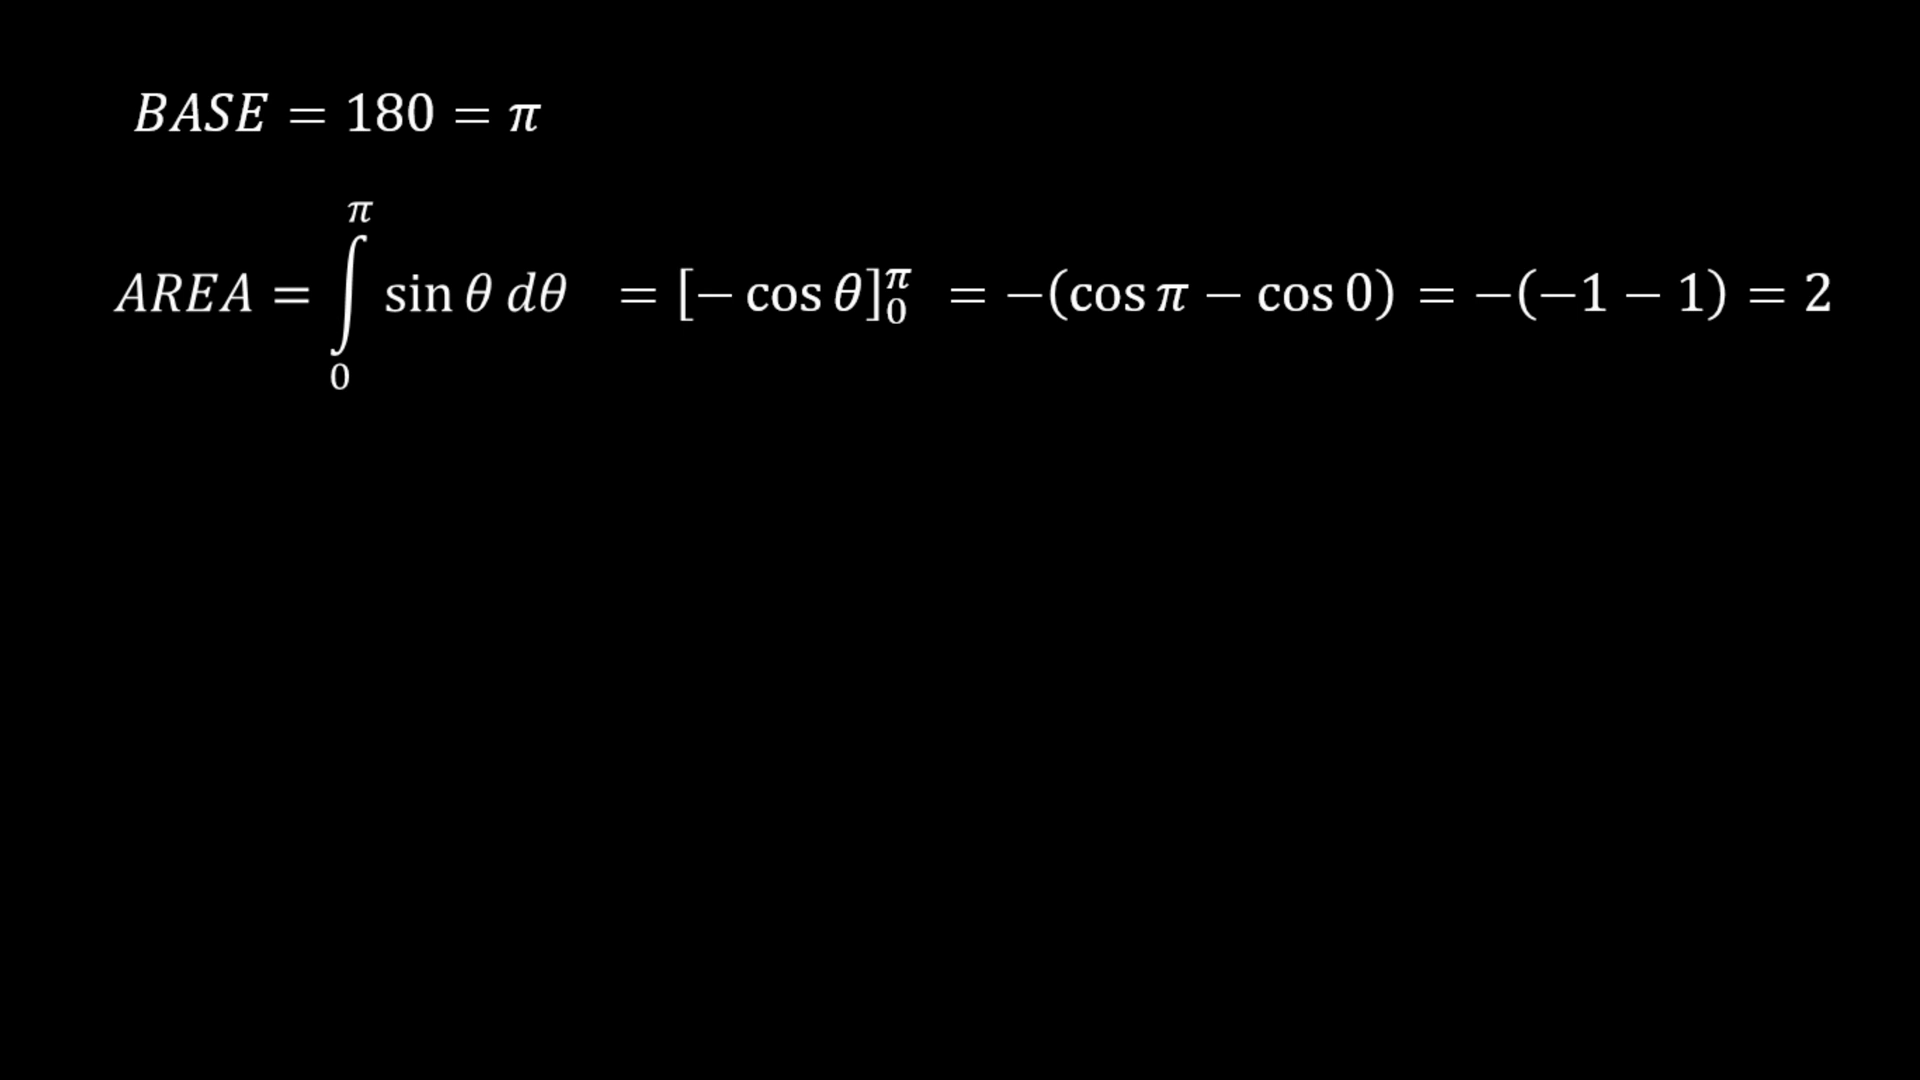 BASE = 180 = π
AREA = ∫₀^π sin θ dθ = [− cos θ]₀^π = −(cos π − cos 0) = −(−1 − 1) = 2